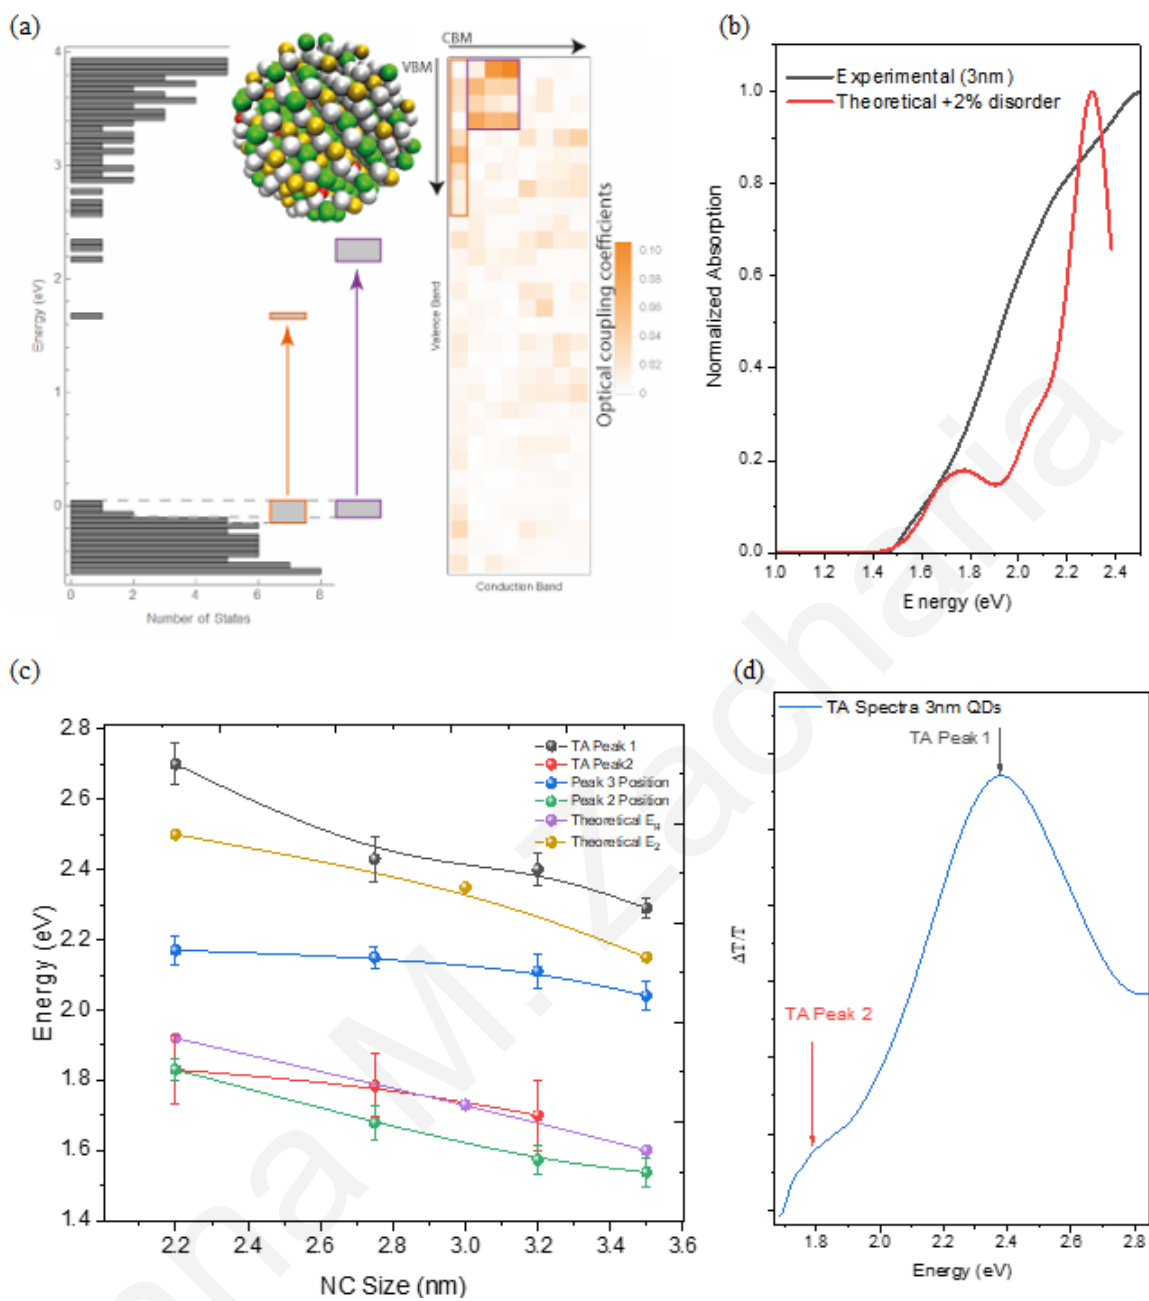 (a)
4
3
2
1
0
Energy (eV)
0
2
4
6
8
Number of States
CBM
VBM
Valence Band
Conduction Band
Optical coupling coefficients
0.10
0.08
0.06
0.04
0.02
0
(b)
Experimental (3nm)
Theoretical +2% disorder
1.0
0.8
0.6
0.4
0.2
0.0
Normalized Absorption
1.0
1.2
1.4
1.6
1.8
2.0
2.2
2.4
Energy (eV)
(c)
2.8
2.6
2.4
2.2
2.0
1.8
1.6
1.4
Energy (eV)
TA Peak 1
TA Peak2
Peak 3 Position
Peak 2 Position
Theoretical Eg
Theoretical E2
2.2
2.4
2.6
2.8
3.0
3.2
3.4
3.6
NC Size (nm)
(d)
TA Spectra 3nm QDs
TA Peak 1
TA Peak 2
ΔT/T
1.8
2.0
2.2
2.4
2.6
2.8
Energy (eV)
ana M. Zacharia